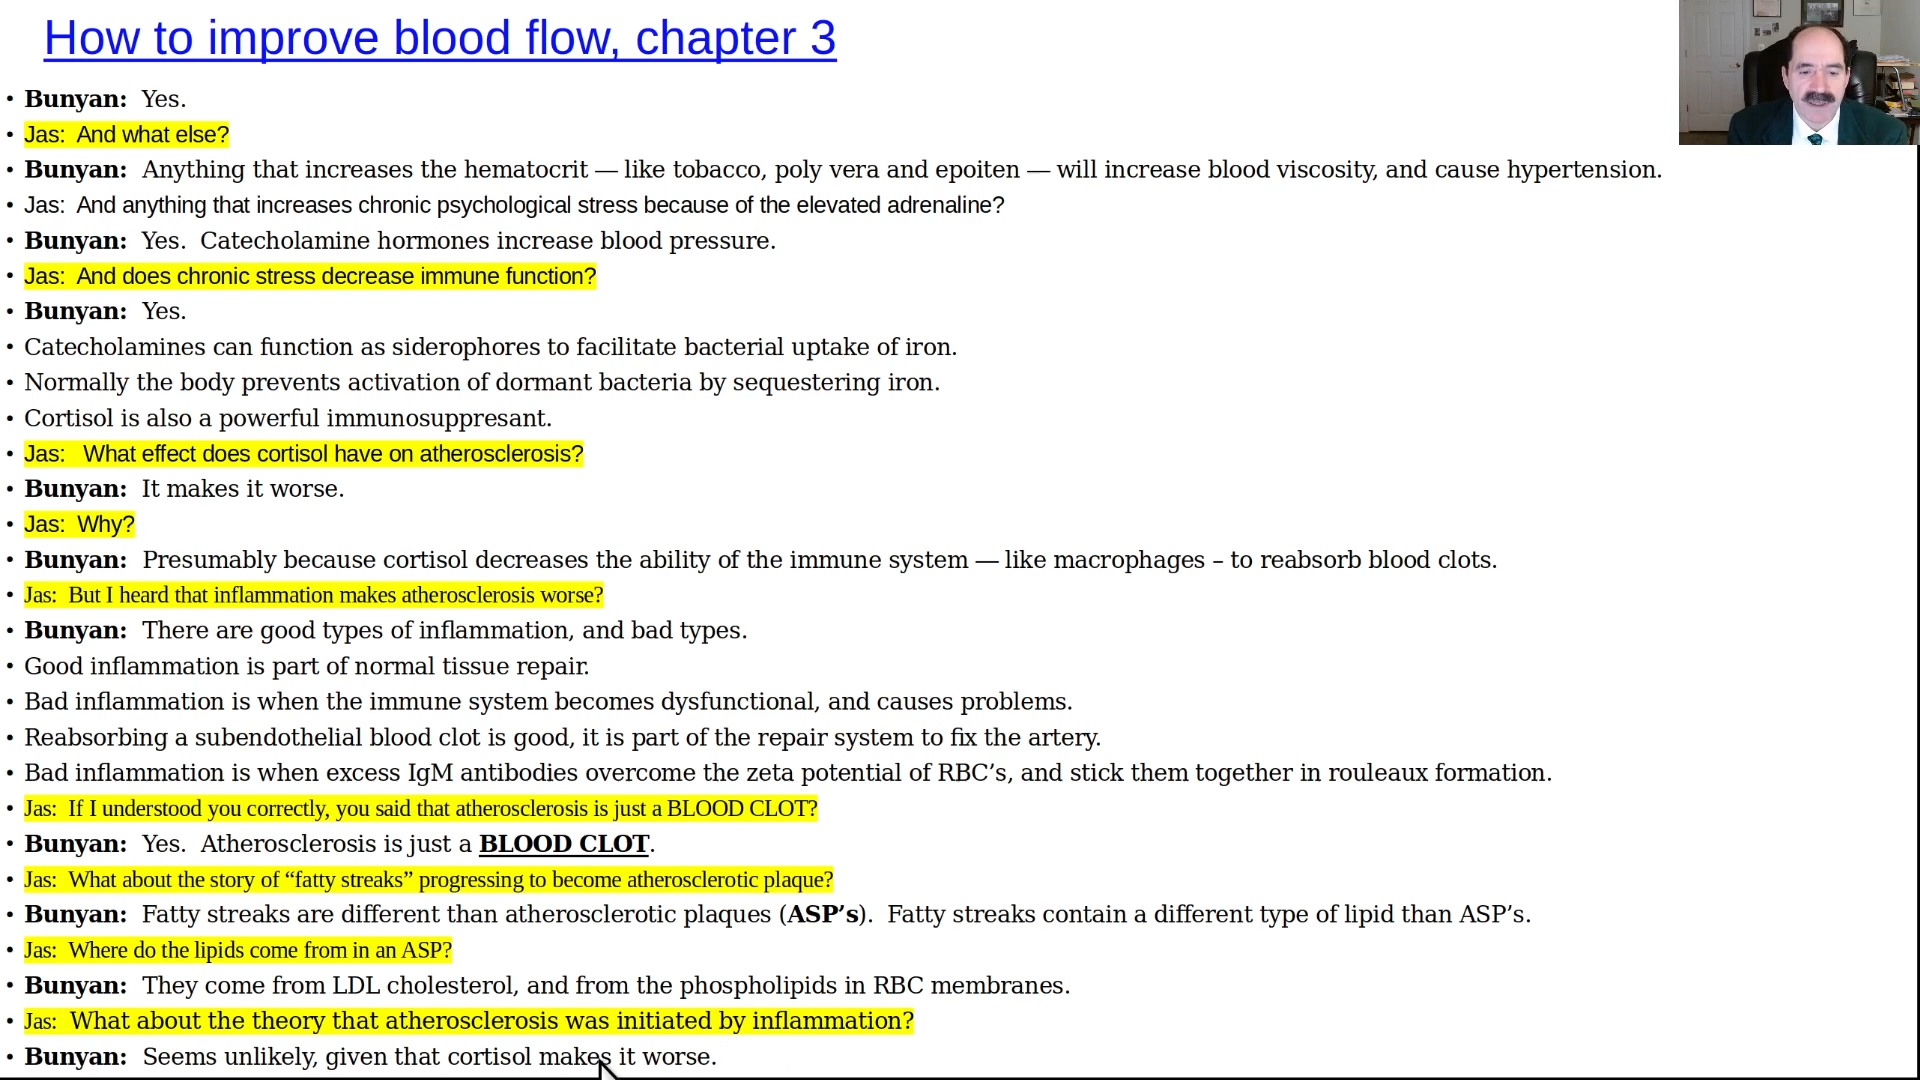 How to improve blood flow, chapter 3
• Bunyan: Yes.
• Jas: And what else?
• Bunyan: Anything that increases the hematocrit — like tobacco, poly vera and epoiten — will increase blood viscosity, and cause hypertension.
• Jas: And anything that increases chronic psychological stress because of the elevated adrenaline?
• Bunyan: Yes. Catecholamine hormones increase blood pressure.
• Jas: And does chronic stress decrease immune function?
• Bunyan: Yes.
• Catecholamines can function as siderophores to facilitate bacterial uptake of iron.
• Normally the body prevents activation of dormant bacteria by sequestering iron.
• Cortisol is also a powerful immunosuppresant.
• Jas: What effect does cortisol have on atherosclerosis?
• Bunyan: It makes it worse.
• Jas: Why?
• Bunyan: Presumably because cortisol decreases the ability of the immune system — like macrophages – to reabsorb blood clots.
• Jas: But I heard that inflammation makes atherosclerosis worse?
• Bunyan: There are good types of inflammation, and bad types.
• Good inflammation is part of normal tissue repair.
• Bad inflammation is when the immune system becomes dysfunctional, and causes problems.
• Reabsorbing a subendothelial blood clot is good, it is part of the repair system to fix the artery.
• Bad inflammation is when excess IgM antibodies overcome the zeta potential of RBC’s, and stick them together in rouleaux formation.
• Jas: If I understood you correctly, you said that atherosclerosis is just a BLOOD CLOT?
• Bunyan: Yes. Atherosclerosis is just a BLOOD CLOT.
• Jas: What about the story of “fatty streaks” progressing to become atherosclerotic plaque?
• Bunyan: Fatty streaks are different than atherosclerotic plaques (ASP’s). Fatty streaks contain a different type of lipid than ASP’s.
• Jas: Where do the lipids come from in an ASP?
• Bunyan: They come from LDL cholesterol, and from the phospholipids in RBC membranes.
• Jas: What about the theory that atherosclerosis was initiated by inflammation?
• Bunyan: Seems unlikely, given that cortisol makes it worse.